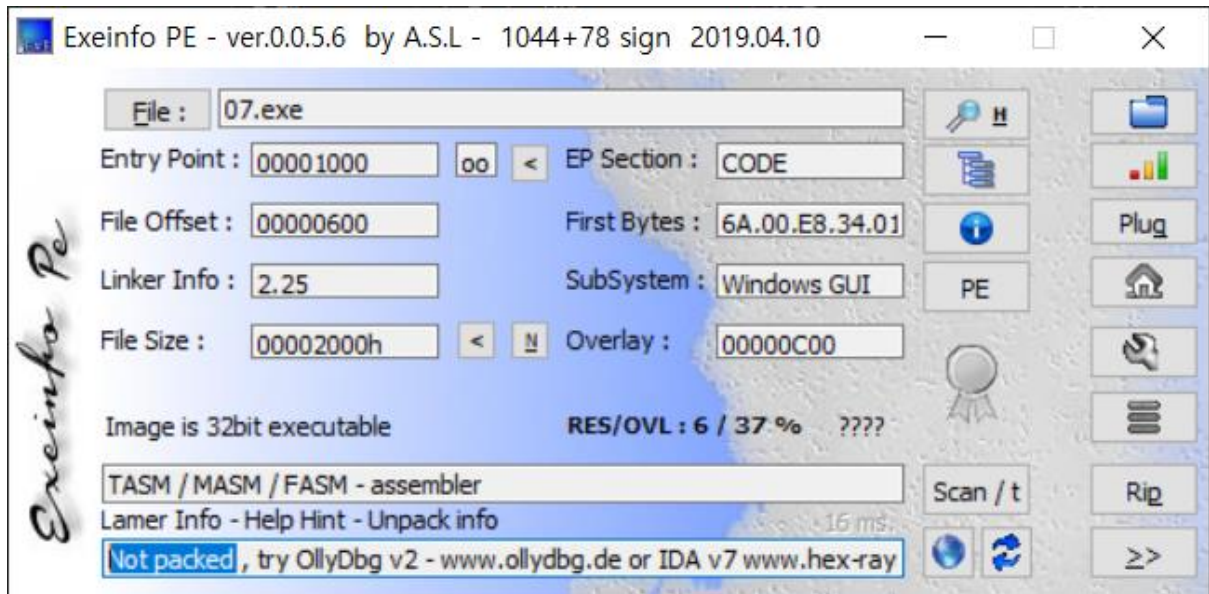 Exeinfo PE - ver.0.0.5.6 by A.S.L - 1044+78 sign 2019.04.10
File : 07.exe H
Entry Point : 00001000 oo < EP Section : CODE
File Offset : 00000600 First Bytes : 6A.00.E8.34.01 Plug
Linker Info : 2.25 SubSystem : Windows GUI PE
File Size : 00002000h < N Overlay : 00000C00
Image is 32bit executable RES/OVL : 6 / 37 % ????
TASM / MASM / FASM - assembler Scan / t Rip
Lamer Info - Help Hint - Unpack info 16 ms.
Not packed , try OllyDbg v2 - www.ollydbg.de or IDA v7 www.hex-ray >>
Exeinfo Pe